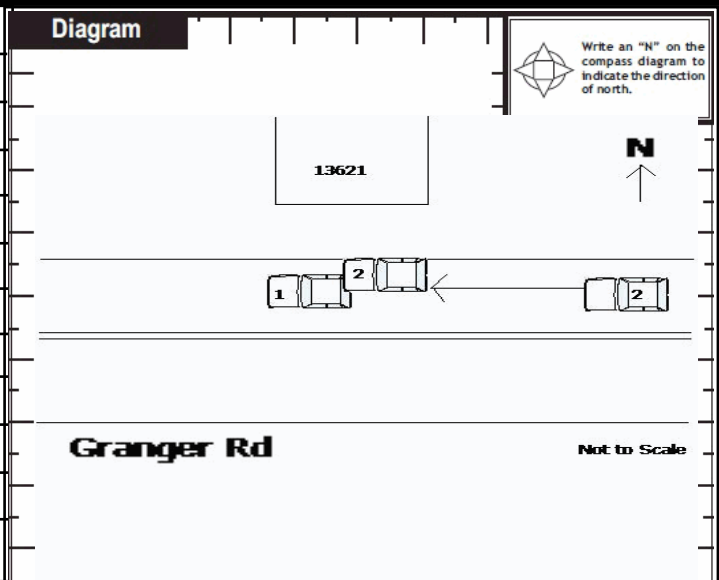 Diagram
Write an “N” on the
compass diagram to
indicate the direction
of north.
13621
N
2
1
2
Granger Rd
Not to Scale